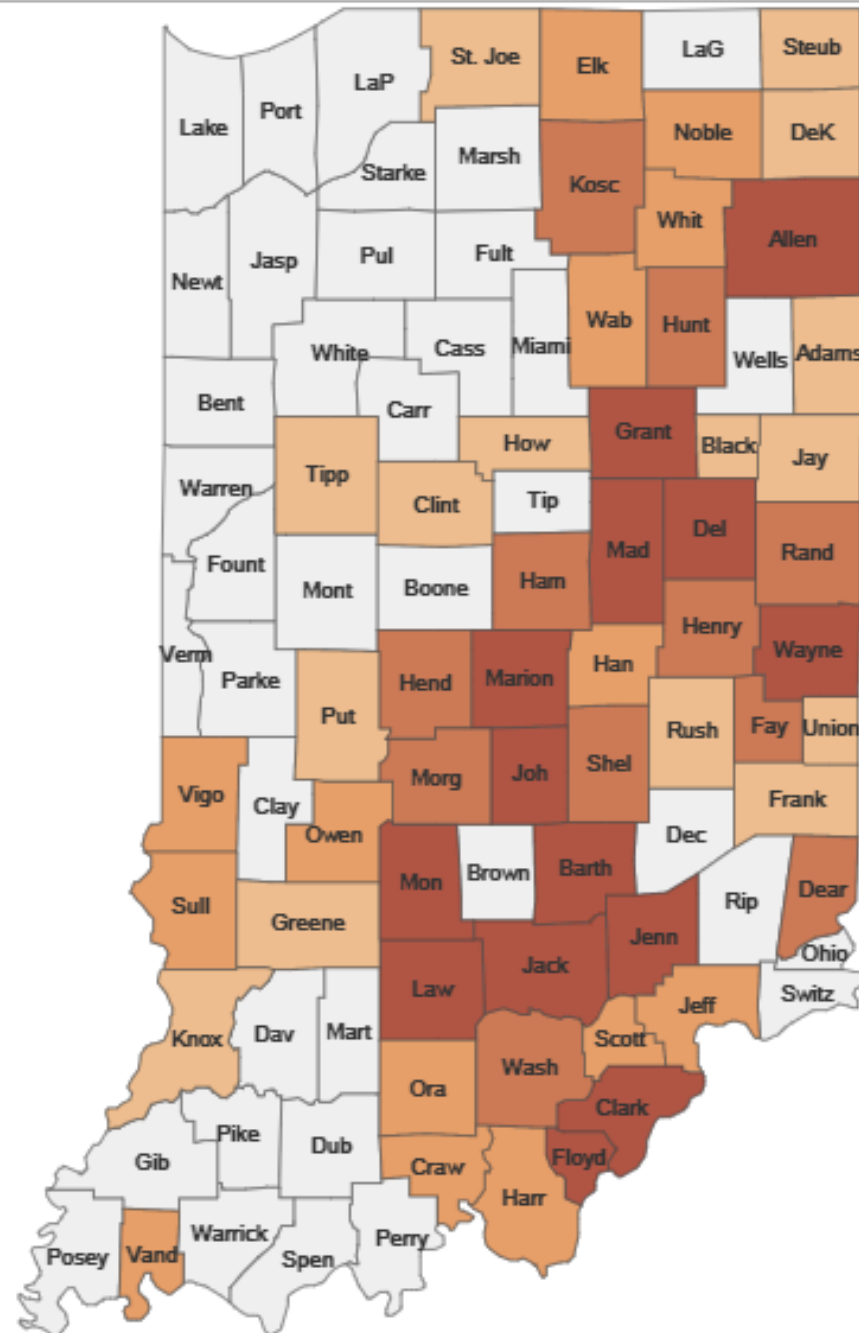 St. Joe
Elk
LaG
Steub
LaP
Port
Lake
Noble
DeK
Marsh
Starke
Kosc
Whit
Allen
Jasp
Pul
Fult
Newt
Wab
Hunt
White
Cass
Miami
Wells
Adams
Bent
Carr
Grant
How
Black
Jay
Tipp
Warren
Clint
Tip
Fount
Mad
Del
Rand
Mont
Boone
Ham
Henry
Wayne
Verm
Parke
Hend
Marion
Han
Put
Rush
Fay
Union
Vigo
Clay
Morg
Joh
Shel
Frank
Owen
Dec
Mon
Brown
Barth
Dear
Sull
Greene
Jenn
Rip
Ohio
Law
Jack
Switz
Jeff
Knox
Dav
Mart
Scott
Wash
Ora
Clark
Pike
Dub
Gib
Craw
Floyd
Harr
Warrick
Perry
Posey
Vand
Spen